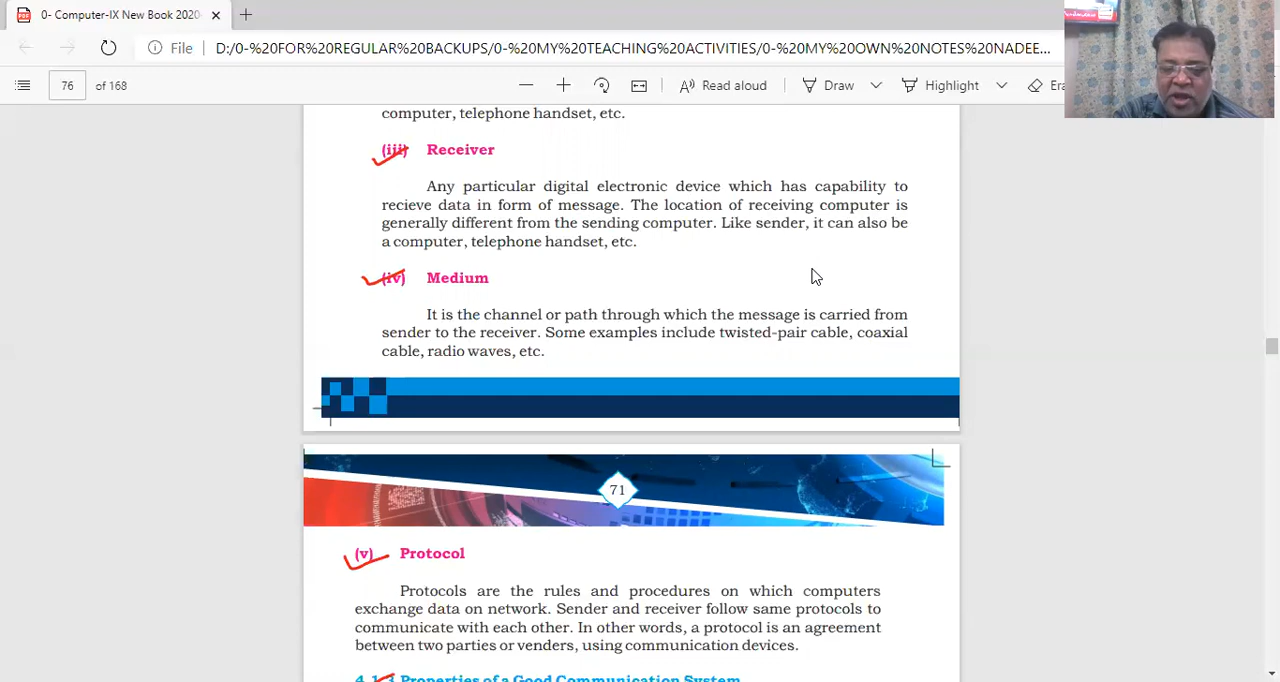 0- Computer-IX New Book 2020-
File
D:/0-%20FOR%20REGULAR%20BACKUPS/0-%20MY%20TEACHING%20ACTIVITIES/0-%20MY%20OWN%20NOTES%20NADEE...
76 of 168
Read aloud
Draw
Highlight
Era
computer, telephone handset, etc.
(iii) Receiver
Any particular digital electronic device which has capability to
recieve data in form of message. The location of receiving computer is
generally different from the sending computer. Like sender, it can also be
a computer, telephone handset, etc.
(iv) Medium
It is the channel or path through which the message is carried from
sender to the receiver. Some examples include twisted-pair cable, coaxial
cable, radio waves, etc.
71
(v) Protocol
Protocols are the rules and procedures on which computers
exchange data on network. Sender and receiver follow same protocols to
communicate with each other. In other words, a protocol is an agreement
between two parties or venders, using communication devices.
4.1.3 Properties of a Good Communication System